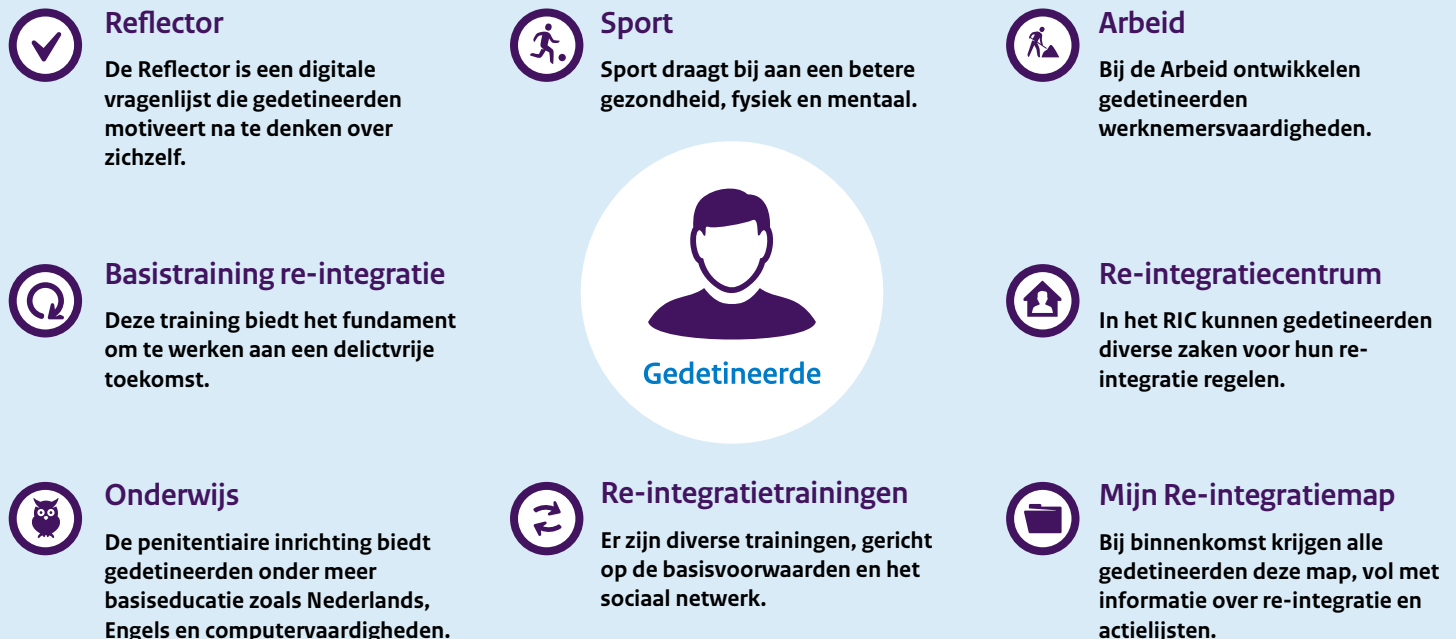 Reflector
De Reflector is een digitale
vragenlijst die gedetineerden
motiveert na te denken over
zichzelf.
Sport
Sport draagt bij aan een betere
gezondheid, fysiek en mentaal.
Arbeid
Bij de Arbeid ontwikkelen
gedetineerden
werknemersvaardigheden.
Basistraining re-integratie
Deze training biedt het fundament
om te werken aan een delictvrije
toekomst.
Gedetineerde
Re-integratiecentrum
In het RIC kunnen gedetineerden
diverse zaken voor hun re-
integratie regelen.
Onderwijs
De penitentiaire inrichting biedt
gedetineerden onder meer
basiseducatie zoals Nederlands,
Engels en computervaardigheden.
Re-integratietrainingen
Er zijn diverse trainingen, gericht
op de basisvoorwaarden en het
sociaal netwerk.
Mijn Re-integratiemap
Bij binnenkomst krijgen alle
gedetineerden deze map, vol met
informatie over re-integratie en
actielijsten.